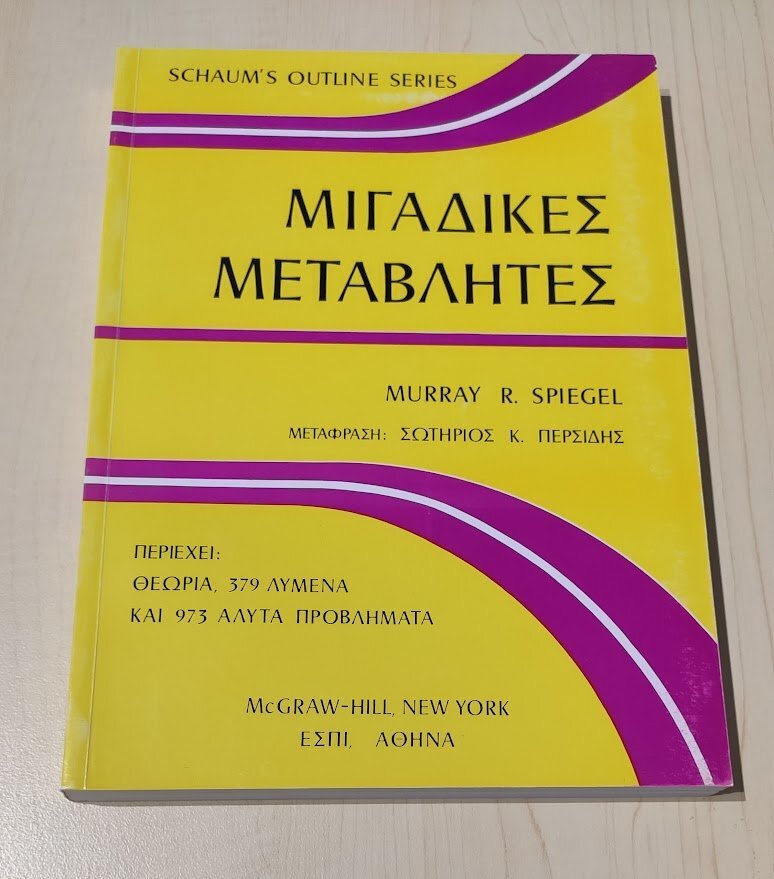 SCHAUM'S OUTLINE SERIES
ΜΙΓΑΔΙΚΕΣ
ΜΕΤΑΒΛΗΤΕΣ
MURRAY R. SPIEGEL
ΜΕΤΑΦΡΑΣΗ: ΣΩΤΗΡΙΟΣ Κ. ΠΕΡΣΙΔΗΣ
ΠΕΡΙΕΧΕΙ:
ΘΕΩΡΙΑ, 379 ΛΥΜΕΝΑ
ΚΑΙ 973 ΑΛΥΤΑ ΠΡΟΒΛΗΜΑΤΑ
McGRAW-HILL, NEW YORK
ΕΣΠΙ, ΑΘΗΝΑ